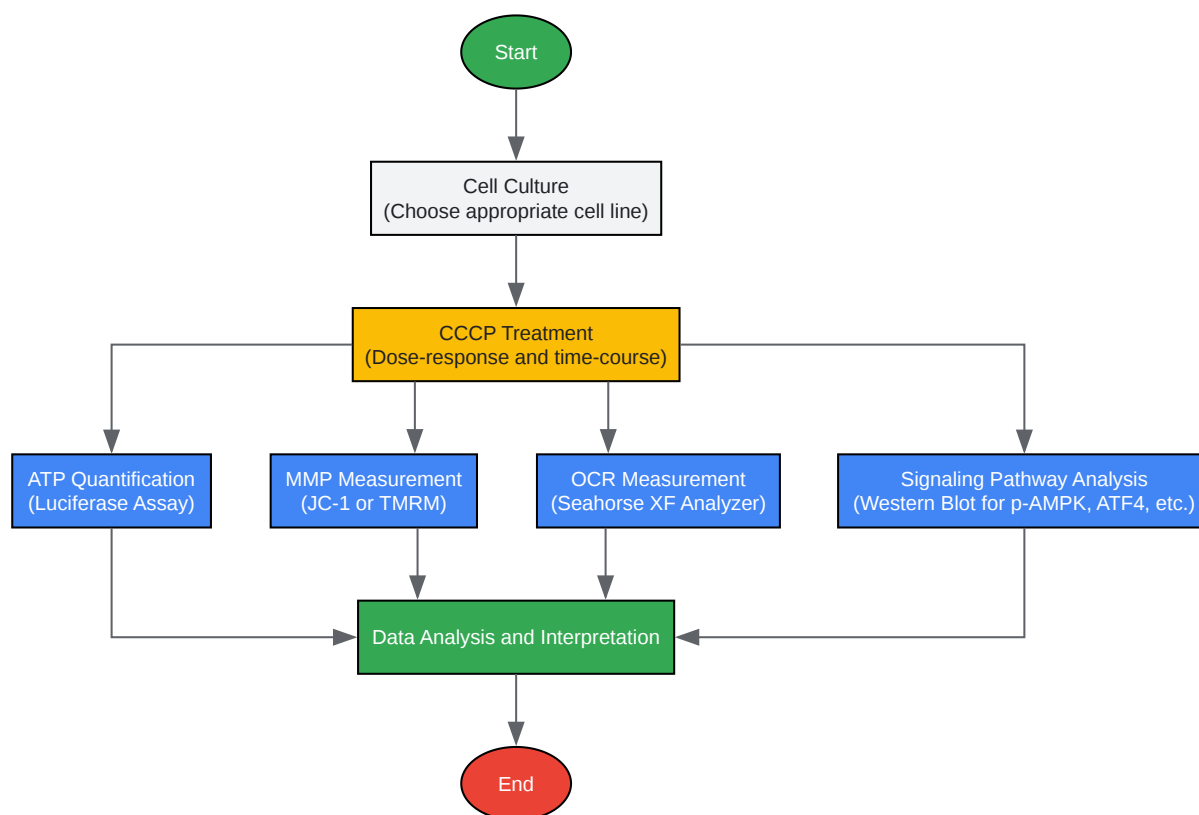 Start
Cell Culture
(Choose appropriate cell line)
CCCP Treatment
(Dose-response and time-course)
ATP Quantification
(Luciferase Assay)
MMP Measurement
(JC-1 or TMRM)
OCR Measurement
(Seahorse XF Analyzer)
Signaling Pathway Analysis
(Western Blot for p-AMPK, ATF4, etc.)
Data Analysis and Interpretation
End